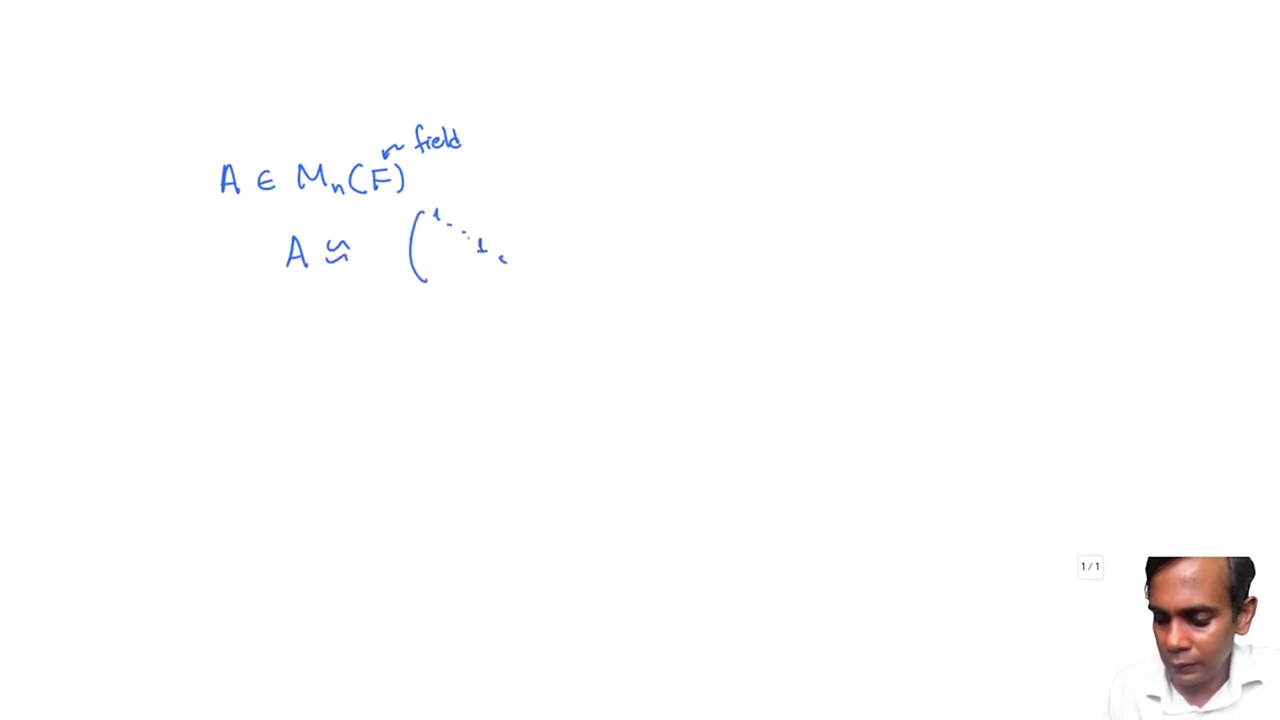 field
A ∈ Mₙ(F)
A ≈ ( 1 ⋱ 1
1 / 1